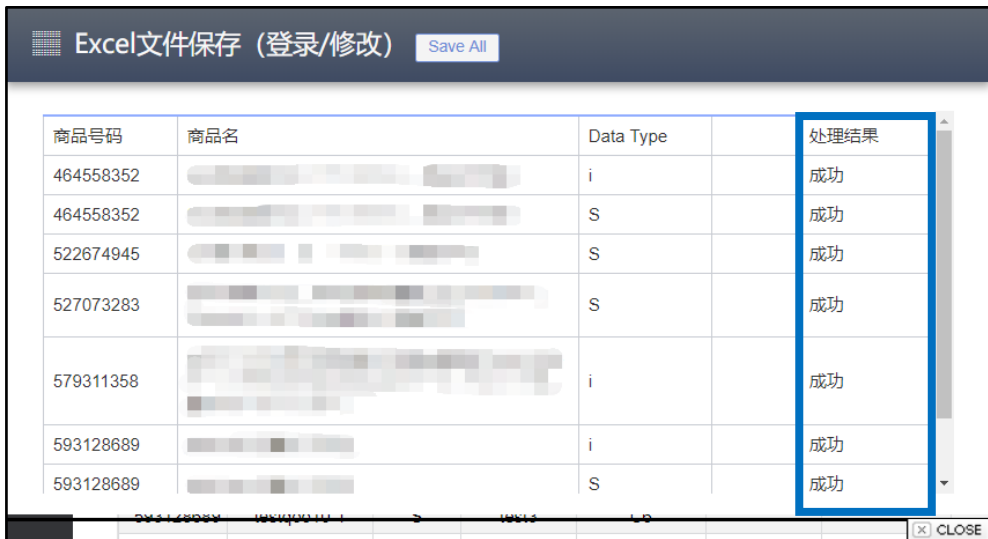 Excel文件保存（登录/修改） Save All
商品号码 商品名 Data Type 处理结果
464558352 i 成功
464558352 S 成功
522674945 S 成功
527073283 S 成功
579311358 i 成功
593128689 i 成功
593128689 S 成功
CLOSE